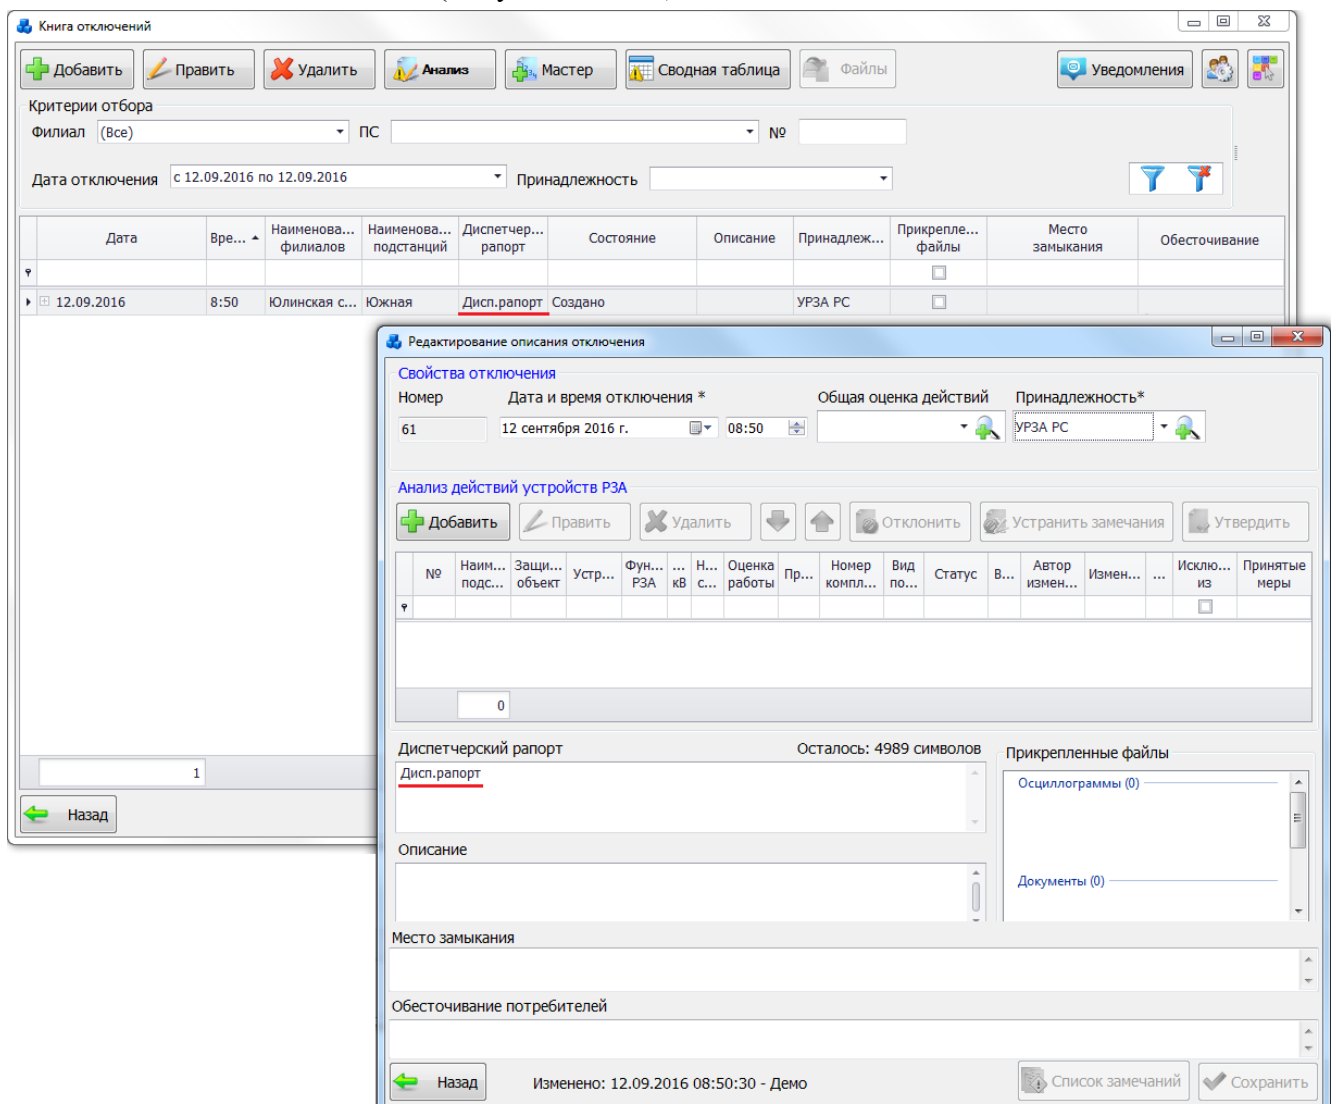 Книга отключений
Добавить Править Удалить Анализ Мастер Сводная таблица Файлы Уведомления
Критерии отбора
Филиал (Все) ПС №
Дата отключения с 12.09.2016 по 12.09.2016 Принадлежность
Дата Вре... Наименова... филиалов Наименова... подстанций Диспетчер... рапорт Состояние Описание Принадлеж... Прикрепле... файлы Место замыкания Обесточивание
12.09.2016 8:50 Юлинская с... Южная Дисп.рапорт Создано УРЗА РС
1
Назад
Редактирование описания отключения
Свойства отключения
Номер Дата и время отключения * Общая оценка действий Принадлежность*
61 12 сентября 2016 г. 08:50 УРЗА РС
Анализ действий устройств РЗА
Добавить Править Удалить Отклонить Устранить замечания Утвердить
№ Наим... подс... Защи... объект Устр... Фун... РЗА ... кВ Н... с... Оценка работы Пр... Номер компл... Вид по... Статус В... Автор измен... Измен... ... Исклю... из Принятые меры
0
Диспетчерский рапорт Осталось: 4989 символов Прикрепленные файлы
Дисп.рапорт
Осциллограммы (0)
Описание
Документы (0)
Место замыкания
Обесточивание потребителей
Назад Изменено: 12.09.2016 08:50:30 - Демо Список замечаний Сохранить